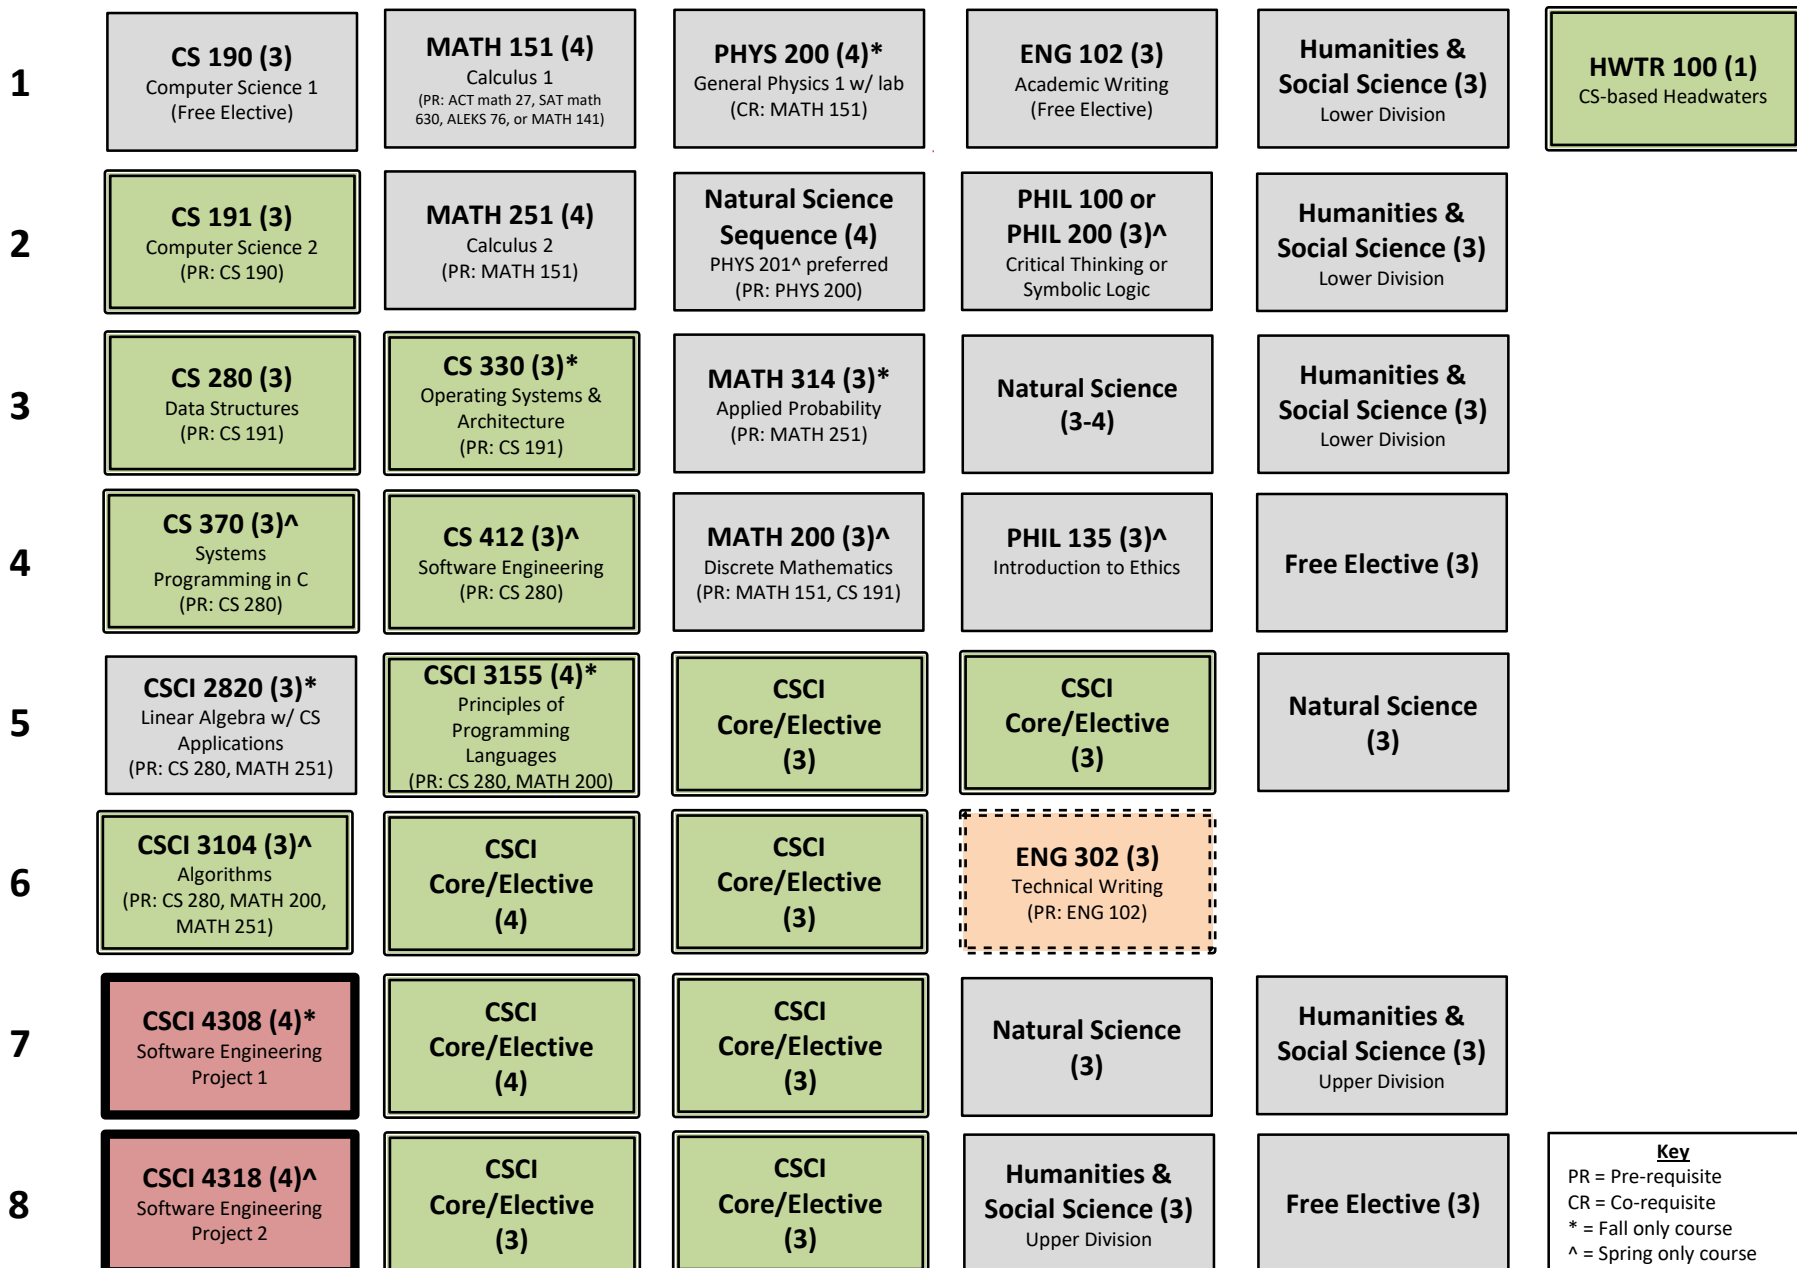 1
CS 190 (3)
Computer Science 1
(Free Elective)
MATH 151 (4)
Calculus 1
(PR: ACT math 27, SAT math
630, ALEKS 76, or MATH 141)
PHYS 200 (4)*
General Physics 1 w/ lab
(CR: MATH 151)
ENG 102 (3)
Academic Writing
(Free Elective)
Humanities &
Social Science (3)
Lower Division
HWTR 100 (1)
CS-based Headwaters
2
CS 191 (3)
Computer Science 2
(PR: CS 190)
MATH 251 (4)
Calculus 2
(PR: MATH 151)
Natural Science
Sequence (4)
PHYS 201^ preferred
(PR: PHYS 200)
PHIL 100 or
PHIL 200 (3)^
Critical Thinking or
Symbolic Logic
Humanities &
Social Science (3)
Lower Division
3
CS 280 (3)
Data Structures
(PR: CS 191)
CS 330 (3)*
Operating Systems &
Architecture
(PR: CS 191)
MATH 314 (3)*
Applied Probability
(PR: MATH 251)
Natural Science
(3-4)
Humanities &
Social Science (3)
Lower Division
4
CS 370 (3)^
Systems
Programming in C
(PR: CS 280)
CS 412 (3)^
Software Engineering
(PR: CS 280)
MATH 200 (3)^
Discrete Mathematics
(PR: MATH 151, CS 191)
PHIL 135 (3)^
Introduction to Ethics
Free Elective (3)
5
CSCI 2820 (3)*
Linear Algebra w/ CS
Applications
(PR: CS 280, MATH 251)
CSCI 3155 (4)*
Principles of
Programming
Languages
(PR: CS 280, MATH 200)
CSCI
Core/Elective
(3)
CSCI
Core/Elective
(3)
Natural Science
(3)
6
CSCI 3104 (3)^
Algorithms
(PR: CS 280, MATH 200,
MATH 251)
CSCI
Core/Elective
(4)
CSCI
Core/Elective
(3)
ENG 302 (3)
Technical Writing
(PR: ENG 102)
7
CSCI 4308 (4)*
Software Engineering
Project 1
CSCI
Core/Elective
(4)
CSCI
Core/Elective
(3)
Natural Science
(3)
Humanities &
Social Science (3)
Upper Division
8
CSCI 4318 (4)^
Software Engineering
Project 2
CSCI
Core/Elective
(3)
CSCI
Core/Elective
(3)
Humanities &
Social Science (3)
Upper Division
Free Elective (3)
Key
PR = Pre-requisite
CR = Co-requisite
* = Fall only course
^ = Spring only course